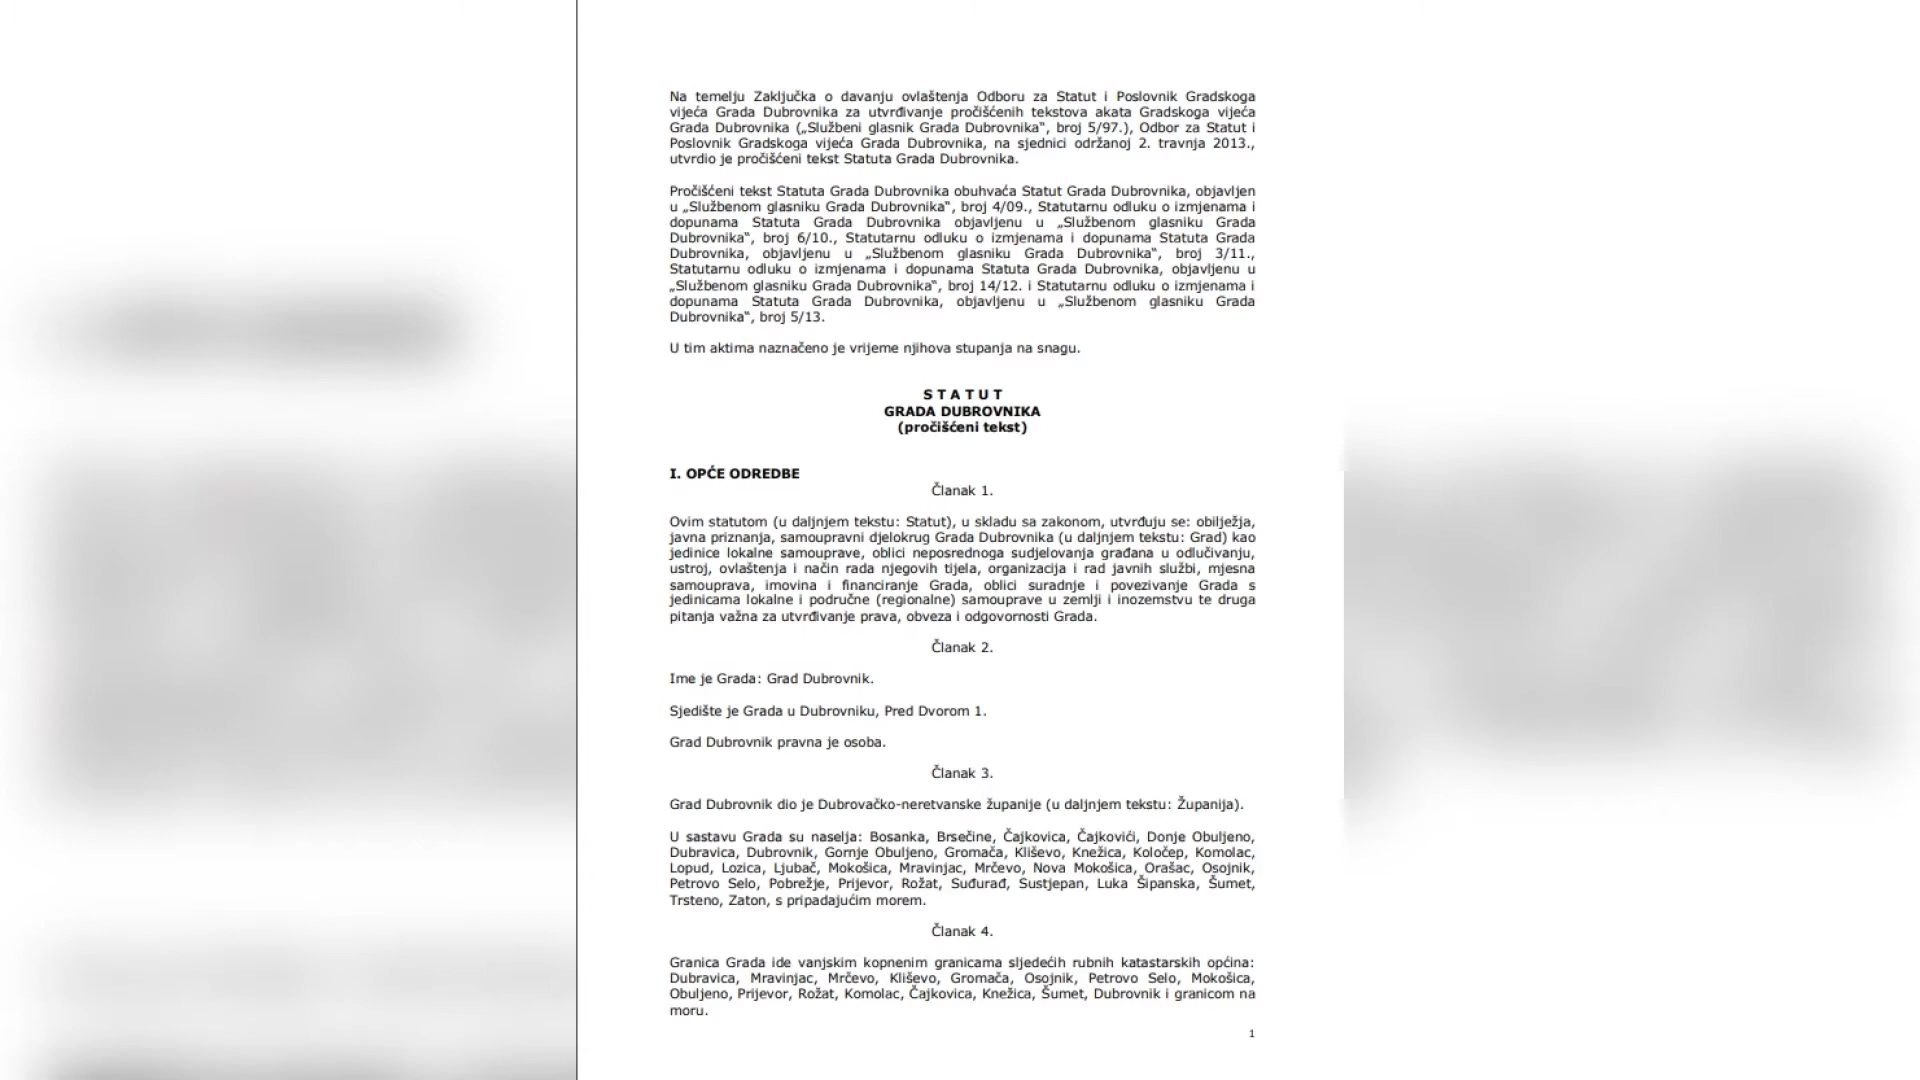 Na temelju Zaključka o davanju ovlaštenja Odboru za Statut i Poslovnik Gradskoga
vijeća Grada Dubrovnika za utvrđivanje pročišćenih tekstova akata Gradskoga vijeća
Grada Dubrovnika („Službeni glasnik Grada Dubrovnika“, broj 5/97.), Odbor za Statut i
Poslovnik Gradskoga vijeća Grada Dubrovnika, na sjednici održanoj 2. travnja 2013.,
utvrdio je pročišćeni tekst Statuta Grada Dubrovnika.
Pročišćeni tekst Statuta Grada Dubrovnika obuhvaća Statut Grada Dubrovnika, objavljen
u „Službenom glasniku Grada Dubrovnika“, broj 4/09., Statutarnu odluku o izmjenama i
dopunama Statuta Grada Dubrovnika objavljenu u „Službenom glasniku Grada
Dubrovnika“, broj 6/10., Statutarnu odluku o izmjenama i dopunama Statuta Grada
Dubrovnika, objavljenu u „Službenom glasniku Grada Dubrovnika“, broj 3/11.,
Statutarnu odluku o izmjenama i dopunama Statuta Grada Dubrovnika, objavljenu u
„Službenom glasniku Grada Dubrovnika“, broj 14/12. i Statutarnu odluku o izmjenama i
dopunama Statuta Grada Dubrovnika, objavljenu u „Službenom glasniku Grada
Dubrovnika“, broj 5/13.
U tim aktima naznačeno je vrijeme njihova stupanja na snagu.
S T A T U T
GRADA DUBROVNIKA
(pročišćeni tekst)
I. OPĆE ODREDBE
Članak 1.
Ovim statutom (u daljnjem tekstu: Statut), u skladu sa zakonom, utvrđuju se: obilježja,
javna priznanja, samoupravni djelokrug Grada Dubrovnika (u daljnjem tekstu: Grad) kao
jedinice lokalne samouprave, oblici neposrednoga sudjelovanja građana u odlučivanju,
ustroj, ovlaštenja i način rada njegovih tijela, organizacija i rad javnih službi, mjesna
samouprava, imovina i financiranje Grada, oblici suradnje i povezivanje Grada s
jedinicama lokalne i područne (regionalne) samouprave u zemlji i inozemstvu te druga
pitanja važna za utvrđivanje prava, obveza i odgovornosti Grada.
Članak 2.
Ime je Grada: Grad Dubrovnik.
Sjedište je Grada u Dubrovniku, Pred Dvorom 1.
Grad Dubrovnik pravna je osoba.
Članak 3.
Grad Dubrovnik dio je Dubrovačko-neretvanske županije (u daljnjem tekstu: Županija).
U sastavu Grada su naselja: Bosanka, Brsečine, Čajkovica, Čajkovići, Donje Obuljeno,
Dubravica, Dubrovnik, Gornje Obuljeno, Gromača, Kliševo, Knežica, Koločep, Komolac,
Lopud, Lozica, Ljubač, Mokošica, Mravinjac, Mrčevo, Nova Mokošica, Orašac, Osojnik,
Petrovo Selo, Pobrežje, Prijevor, Rožat, Suđurađ, Sustjepan, Luka Šipanska, Šumet,
Trsteno, Zaton, s pripadajućim morem.
Članak 4.
Granica Grada ide vanjskim kopnenim granicama sljedećih rubnih katastarskih općina:
Dubravica, Mravinjac, Mrčevo, Kliševo, Gromača, Osojnik, Petrovo Selo, Mokošica,
Obuljeno, Prijevor, Rožat, Komolac, Čajkovica, Knežica, Šumet, Dubrovnik i granicom na
moru.
1